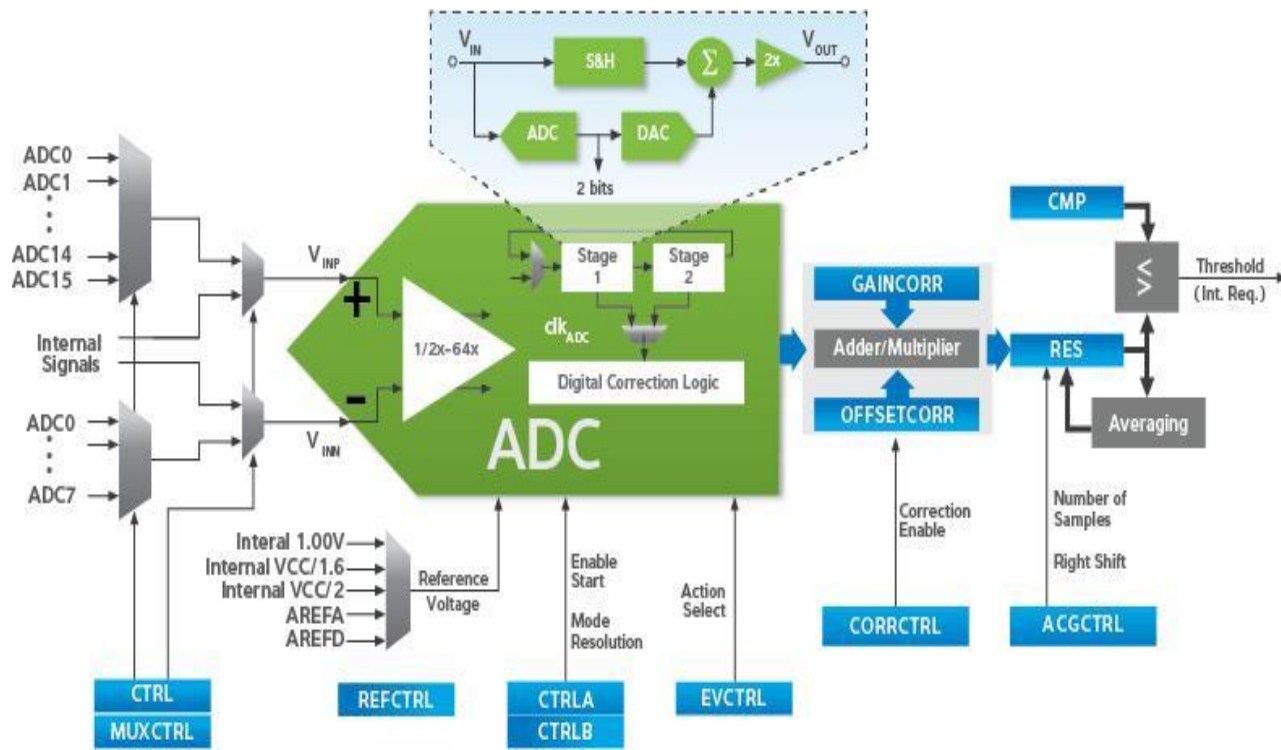 V IN
S&H
Σ
2x
V OUT
ADC
DAC
2 bits
ADC0
ADC1
ADC14
ADC15
Internal
Signals
ADC0
ADC7
V INP
+
-
V INN
1/2x-64x
Stage
1
Stage
2
clk ADC
Digital Correction Logic
ADC
GAINCORR
Adder/Multiplier
OFFSETCORR
CMP
< >
Threshold
(Int. Req.)
RES
Averaging
Interal 1.00V
Internal VCC/1.6
Internal VCC/2
AREFA
AREFD
Reference
Voltage
Enable
Start
Mode
Resolution
Action
Select
Correction
Enable
Number of
Samples
Right Shift
CTRL
MUXCTRL
REFCTRL
CTRLA
CTRLB
EVCTRL
CORRCTRL
ACGCTRL